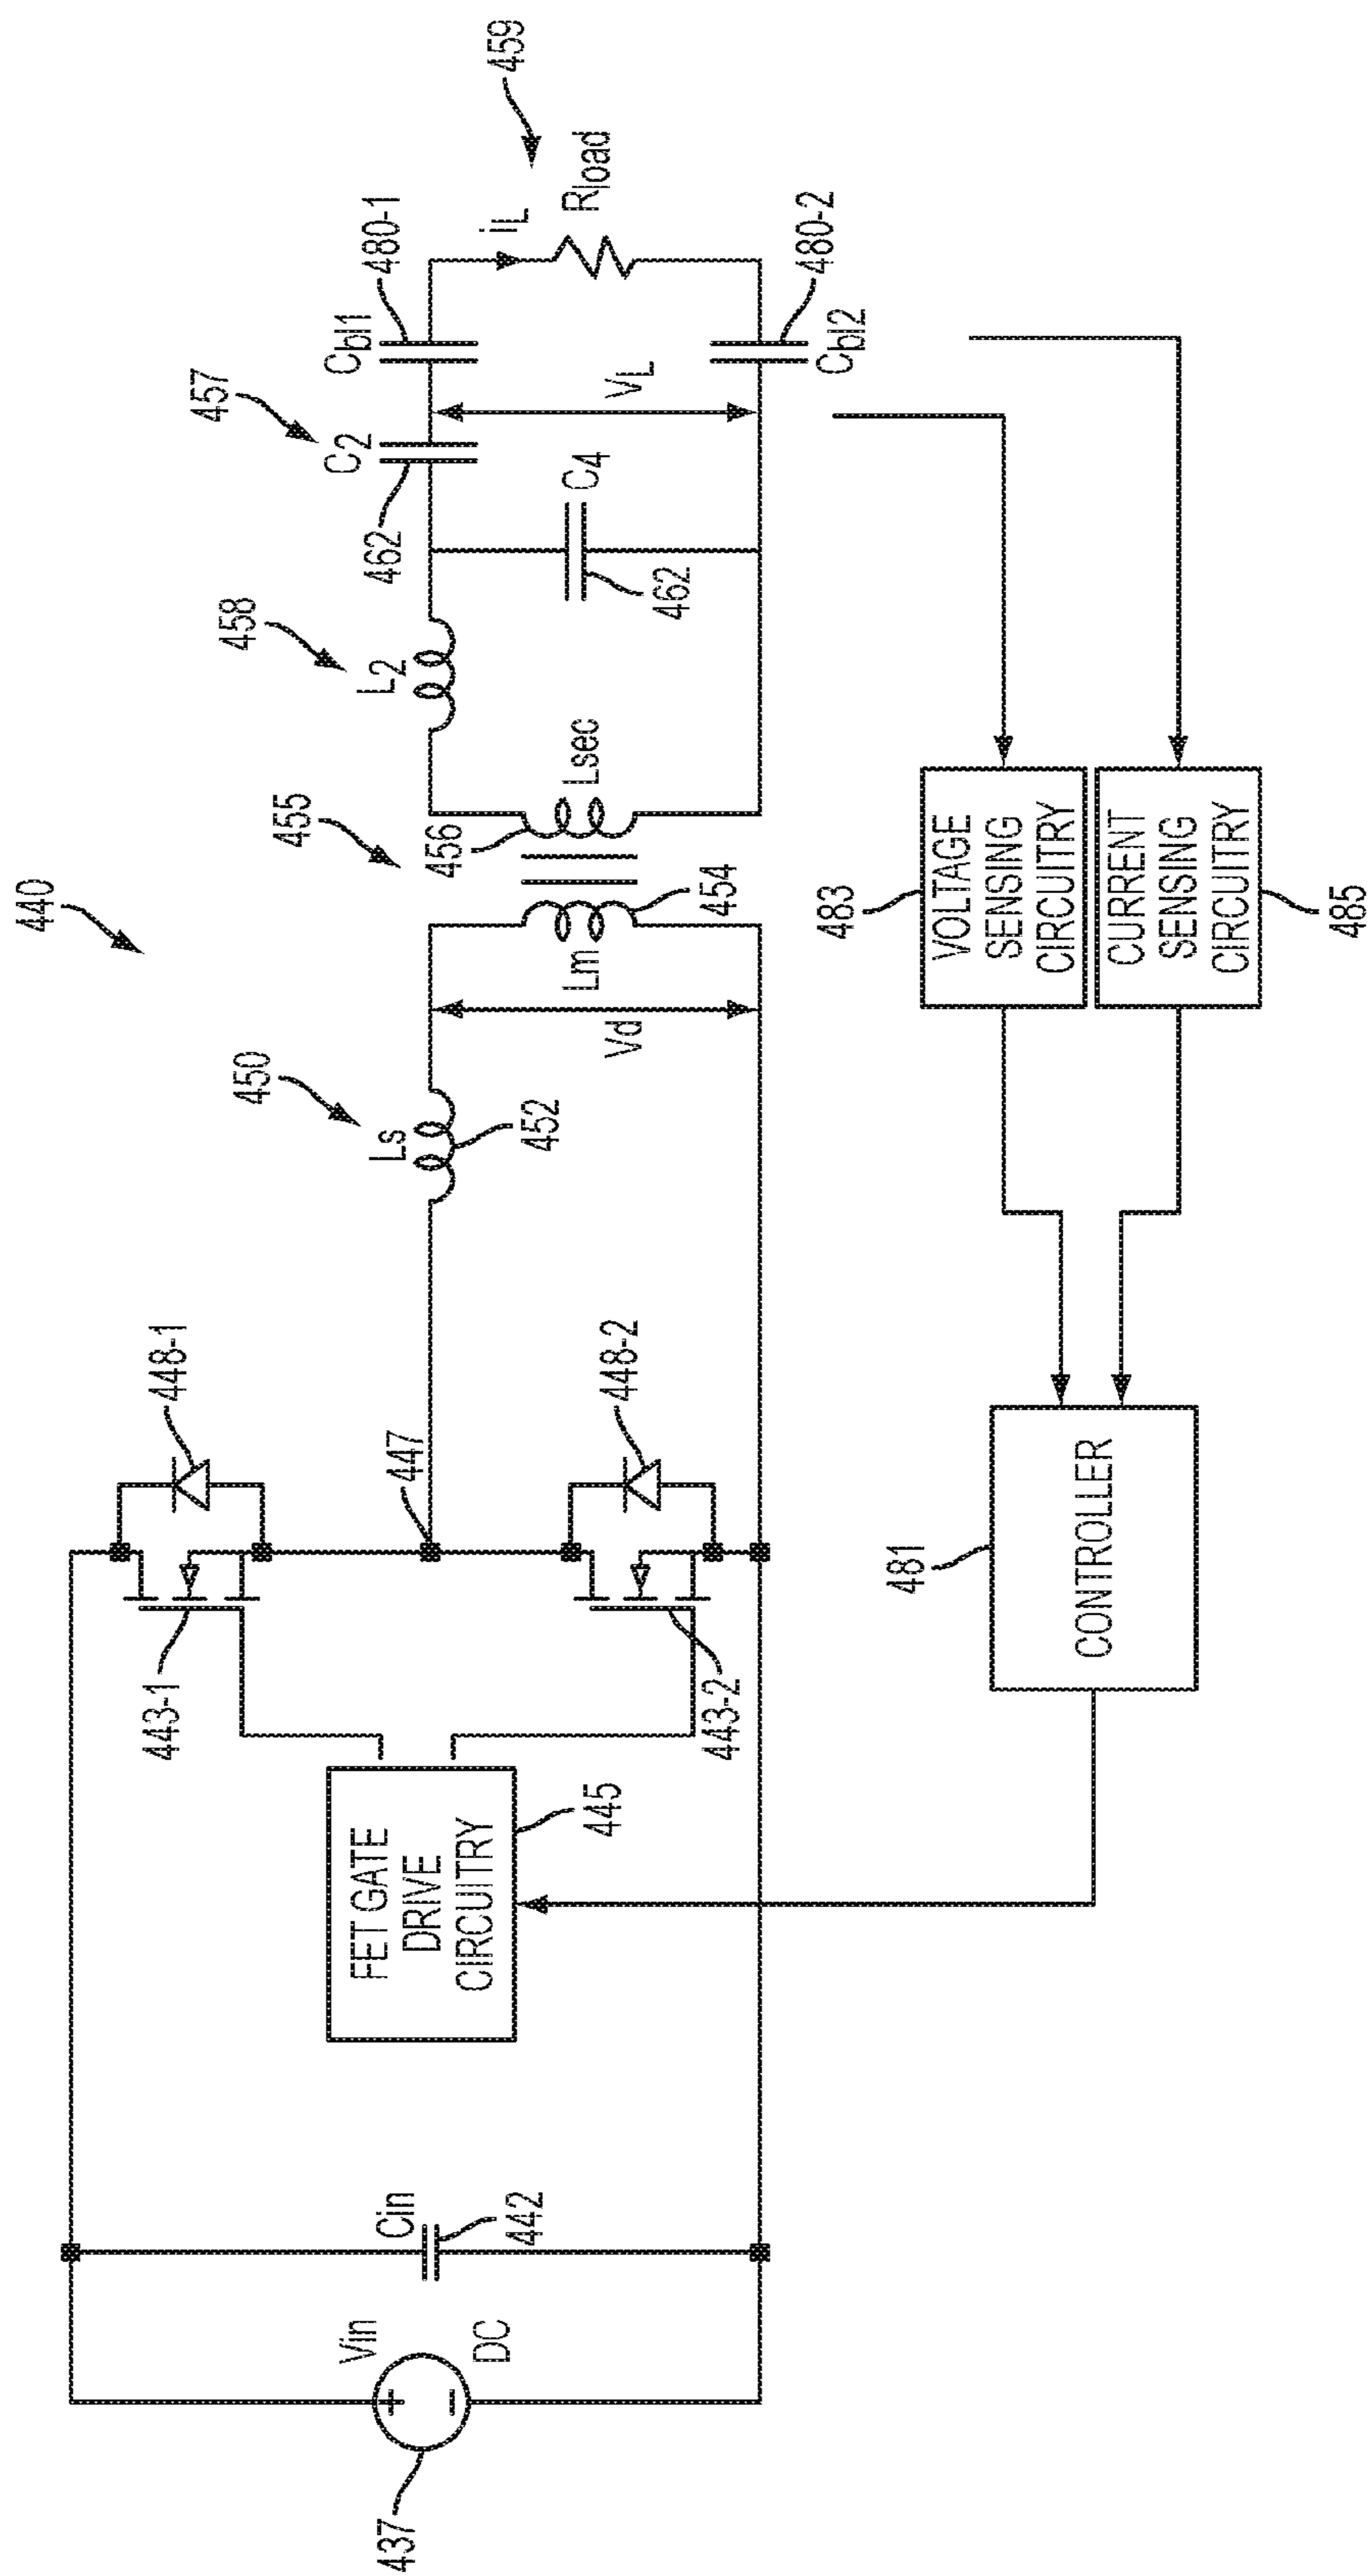 440
437
Vin
DC
Cin
442
FET GATE
DRIVE
CIRCUITRY
445
443-1
448-1
443-2
448-2
447
450
Ls
452
Vd
Lm
454
455
456
Lsec
458
L2
462
C2
457
C4
462
VL
Cbl1
480-1
iL
Rload
459
480-2
Cbl2
CONTROLLER
481
VOLTAGE
SENSING
CIRCUITRY
483
CURRENT
SENSING
CIRCUITRY
485